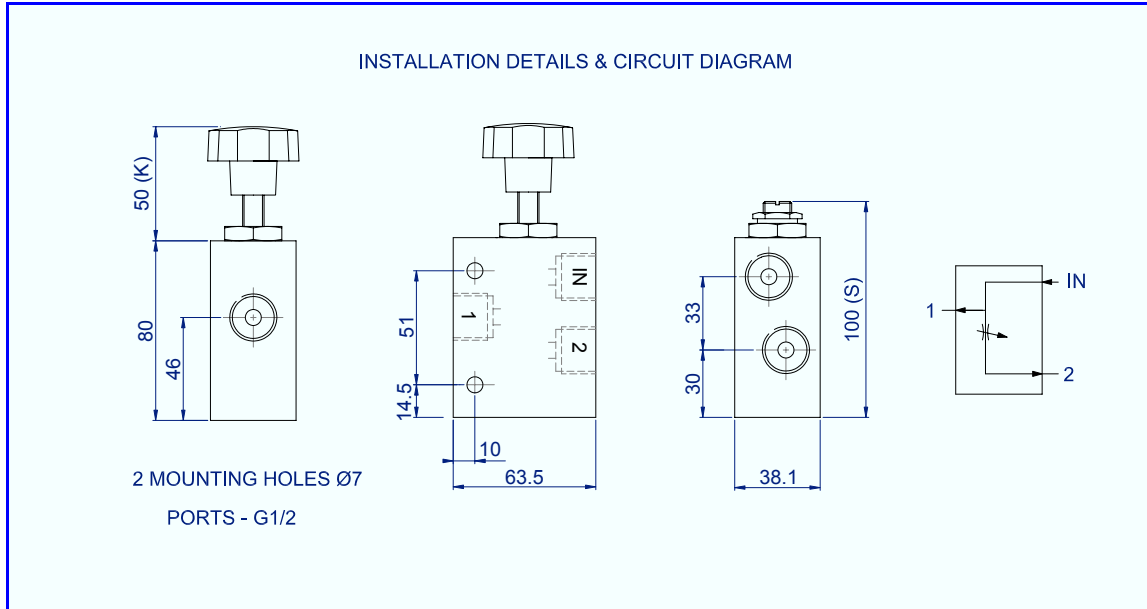 INSTALLATION DETAILS & CIRCUIT DIAGRAM
50 (K)
80
46
IN
1
2
51
14.5
10
63.5
33
30
100 (S)
38.1
IN
1
2
2 MOUNTING HOLES Ø7
PORTS - G1/2